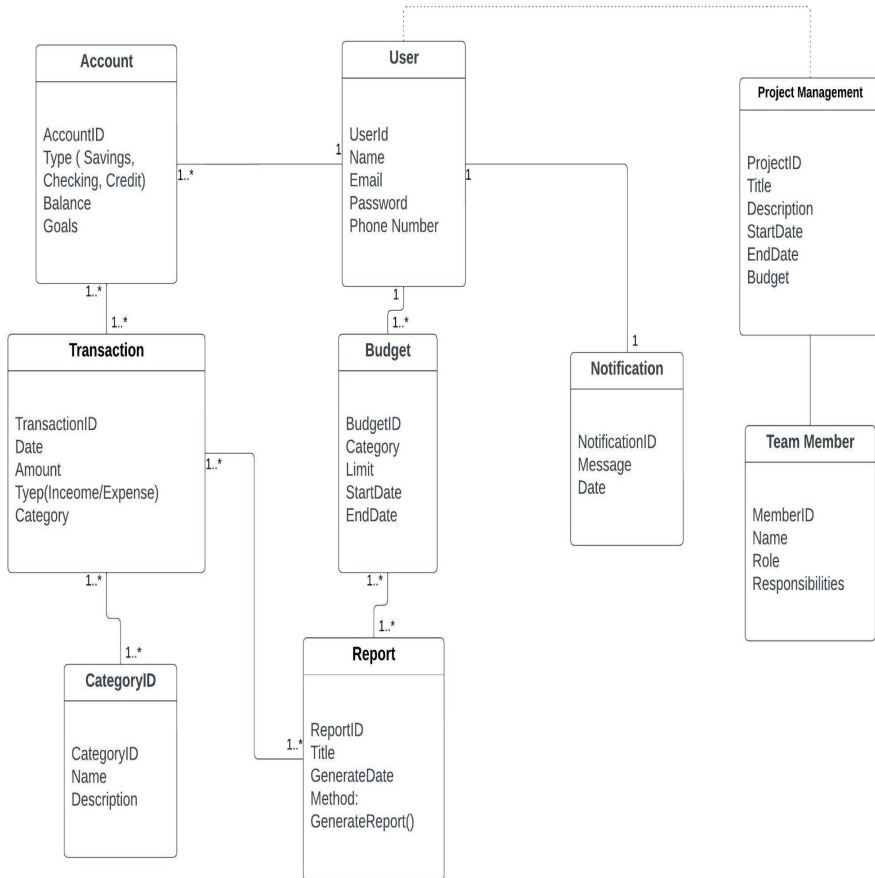 Account
AccountID
Type ( Savings,
Checking, Credit)
Balance
Goals
1..*
1..*
User
UserId
Name
Email
Password
Phone Number
1
1
1
Project Management
ProjectID
Title
Description
StartDate
EndDate
Budget
1..*
Transaction
TransactionID
Date
Amount
Tyep(Inceome/Expense)
Category
1..*
1..*
1..*
Budget
BudgetID
Category
Limit
StartDate
EndDate
1..*
1
Notification
NotificationID
Message
Date
Team Member
MemberID
Name
Role
Responsibilities
1..*
CategoryID
CategoryID
Name
Description
1..*
1..*
Report
ReportID
Title
GenerateDate
Method:
GenerateReport()